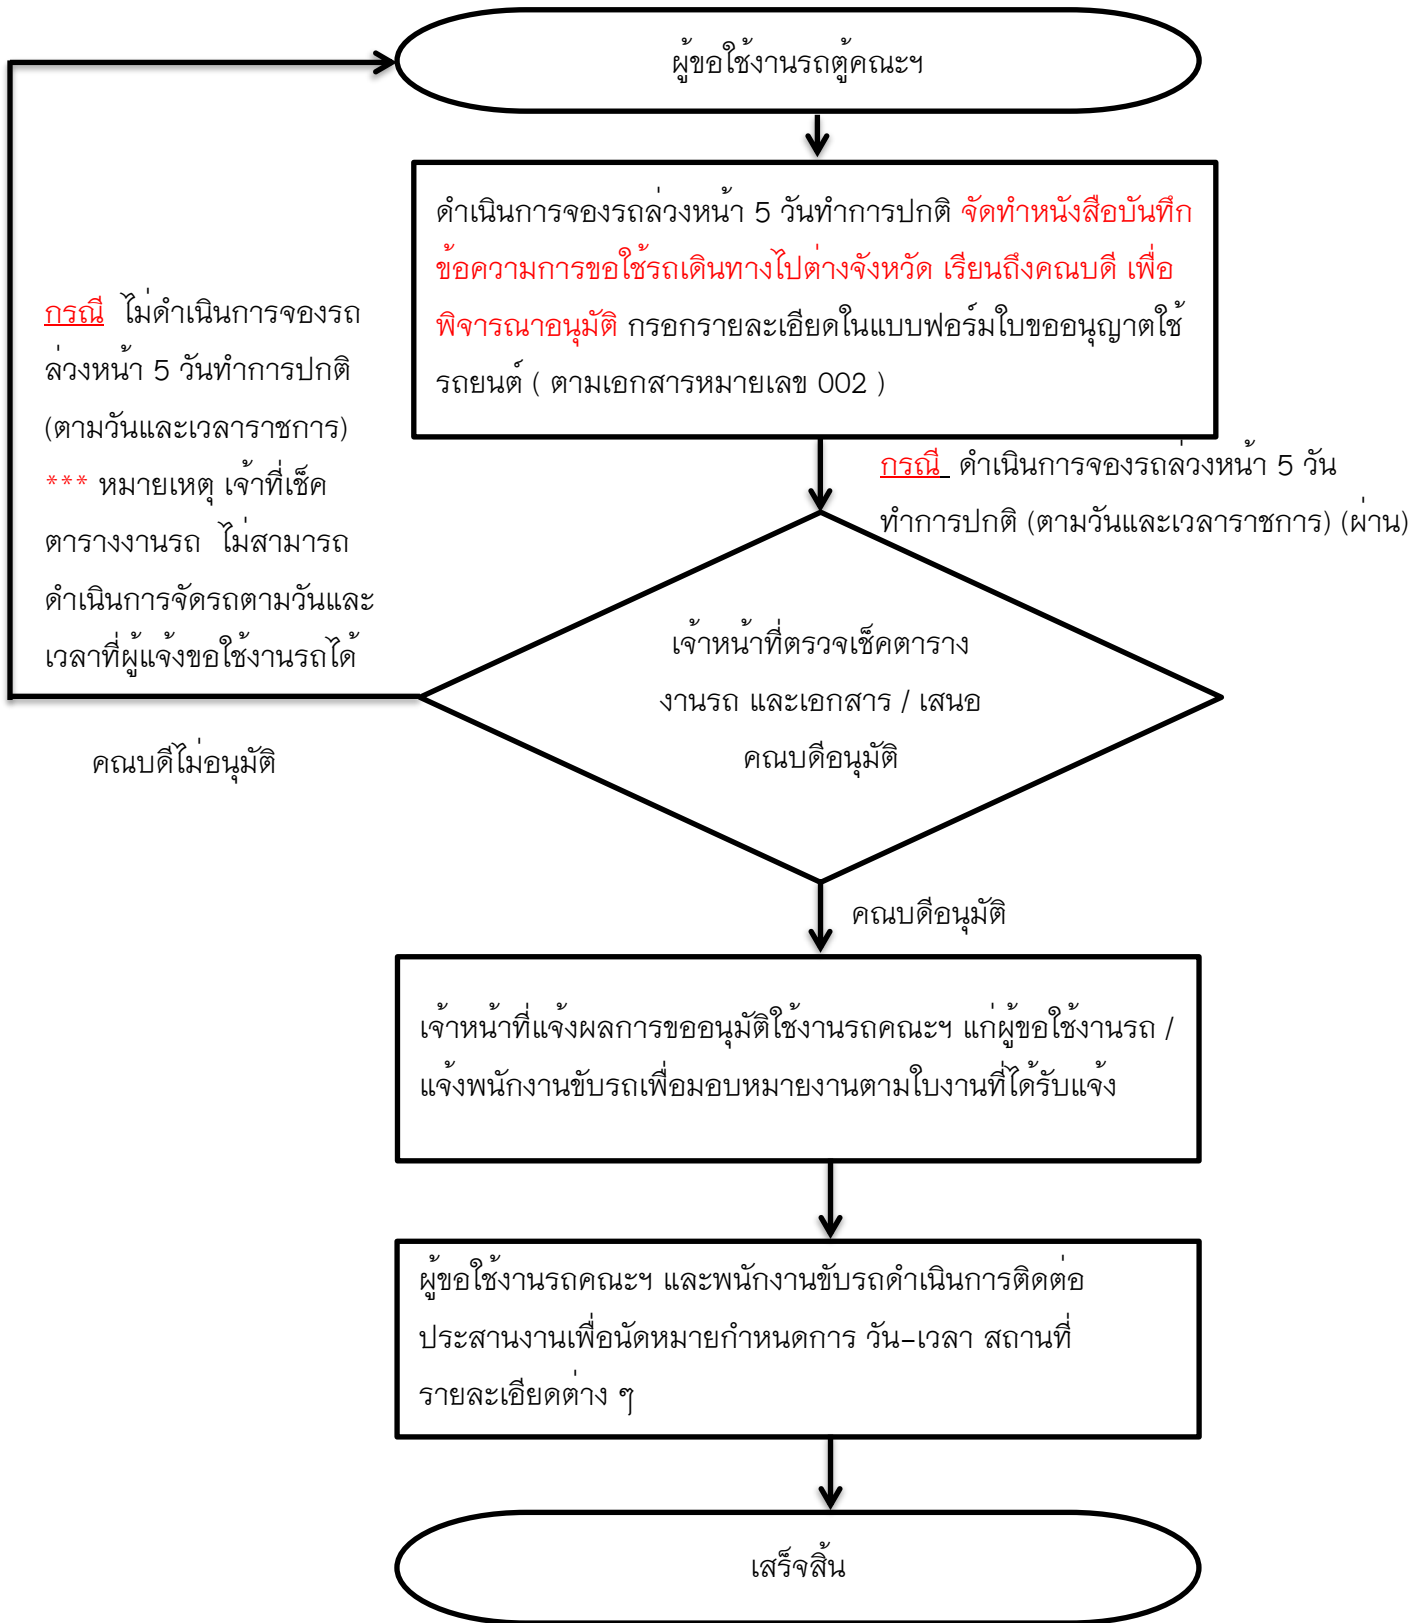 ผู้ขอใช้งานรถตู้คณะฯ
ดำเนินการจองรถล่วงหน้า 5 วันทำการปกติ จัดทำหนังสือบันทึก
ข้อความการขอใช้รถเดินทางไปต่างจังหวัด เรียนถึงคณบดี เพื่อ
พิจารณาอนุมัติ กรอกรายละเอียดในแบบฟอร์มใบขออนุญาตใช้
รถยนต์ ( ตามเอกสารหมายเลข 002 )
กรณี ไม่ดำเนินการจองรถ
ล่วงหน้า 5 วันทำการปกติ
(ตามวันและเวลาราชการ)
*** หมายเหตุ เจ้าที่เช็ค
ตารางงานรถ ไม่สามารถ
ดำเนินการจัดรถตามวันและ
เวลาที่ผู้แจ้งขอใช้งานรถได้
คณบดีไม่อนุมัติ
กรณี ดำเนินการจองรถล่วงหน้า 5 วัน
ทำการปกติ (ตามวันและเวลาราชการ) (ผ่าน)
เจ้าหน้าที่ตรวจเช็คตาราง
งานรถ และเอกสาร / เสนอ
คณบดีอนุมัติ
คณบดีอนุมัติ
เจ้าหน้าที่แจ้งผลการขออนุมัติใช้งานรถคณะฯ แก่ผู้ขอใช้งานรถ /
แจ้งพนักงานขับรถเพื่อมอบหมายงานตามใบงานที่ได้รับแจ้ง
ผู้ขอใช้งานรถคณะฯ และพนักงานขับรถดำเนินการติดต่อ
ประสานงานเพื่อนัดหมายกำหนดการ วัน-เวลา สถานที่
รายละเอียดต่าง ๆ
เสร็จสิ้น